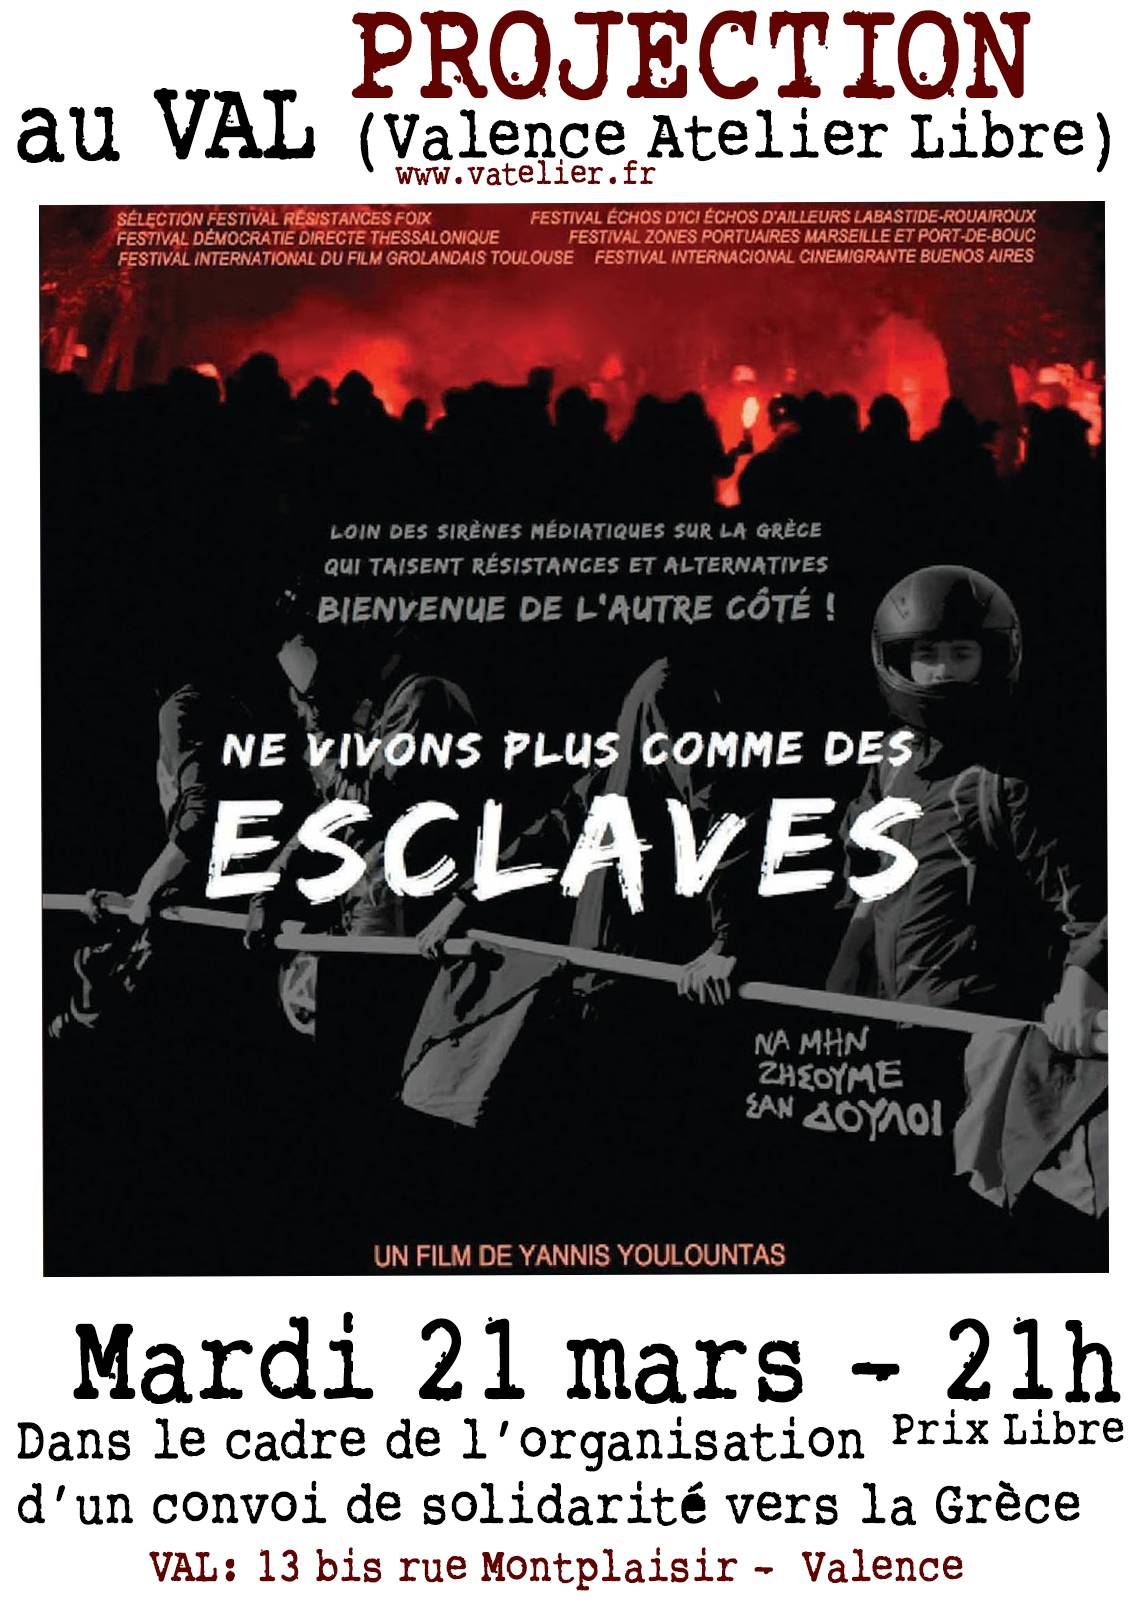 PROJECTION
au VAL (Valence Atelier Libre)
www.vatelier.fr
SÉLECTION FESTIVAL RÉSISTANCES FOIX FESTIVAL ÉCHOS D'ICI ÉCHOS D'AILLEURS LABASTIDE-ROUAIROUX
FESTIVAL DÉMOCRATIE DIRECTE THESSALONIQUE FESTIVAL ZONES PORTUAIRES MARSEILLE ET PORT-DE-BOUC
FESTIVAL INTERNATIONAL DU FILM GROLANDAIS TOULOUSE FESTIVAL INTERNACIONAL CINEMIGRANTE BUENOS AIRES
LOIN DES SIRÈNES MÉDIATIQUES SUR LA GRÈCE
QUI TAISENT RÉSISTANCES ET ALTERNATIVES
BIENVENUE DE L'AUTRE CÔTÉ !
NE VIVONS PLUS COMME DES
ESCLAVES
ΝΑ ΜΗΝ
ΖΗΣΟΥΜΕ
ΣΑΝ ΔΟΥΛΟΙ
UN FILM DE YANNIS YOULOUNTAS
Mardi 21 mars - 21h
Dans le cadre de l'organisation Prix Libre
d'un convoi de solidarité vers la Grèce
VAL: 13 bis rue Montplaisir - Valence